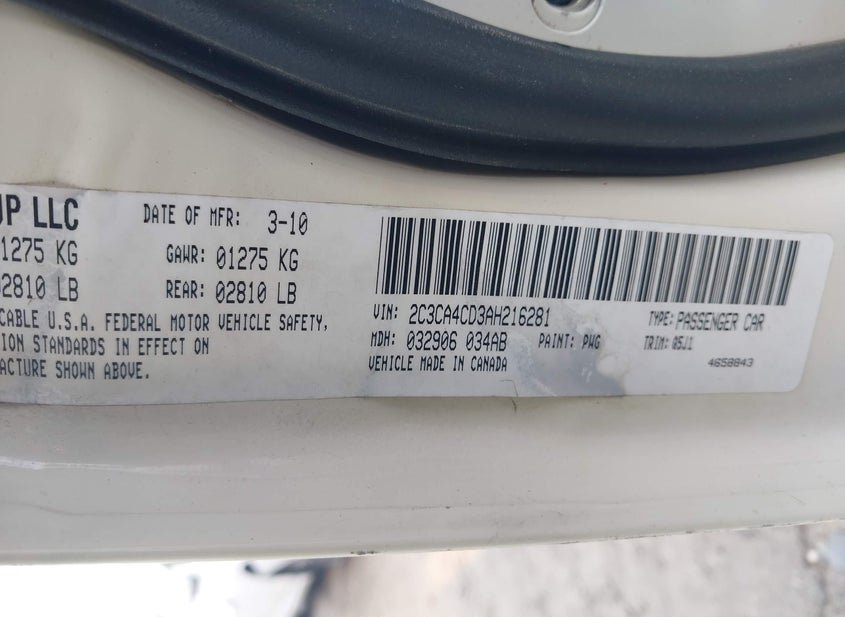 UP LLC
DATE OF MFR: 3-10
1275 KG
GAWR: 01275 KG
2810 LB
REAR: 02810 LB
CABLE U.S.A. FEDERAL MOTOR VEHICLE SAFETY,
ION STANDARDS IN EFFECT ON
ACTURE SHOWN ABOVE.
VIN: 2C3CA4CD3AH216281
TYPE: PASSENGER CAR
MDH: 032906 034AB
PAINT: PWG
TRIM: 05J1
VEHICLE MADE IN CANADA
4658843